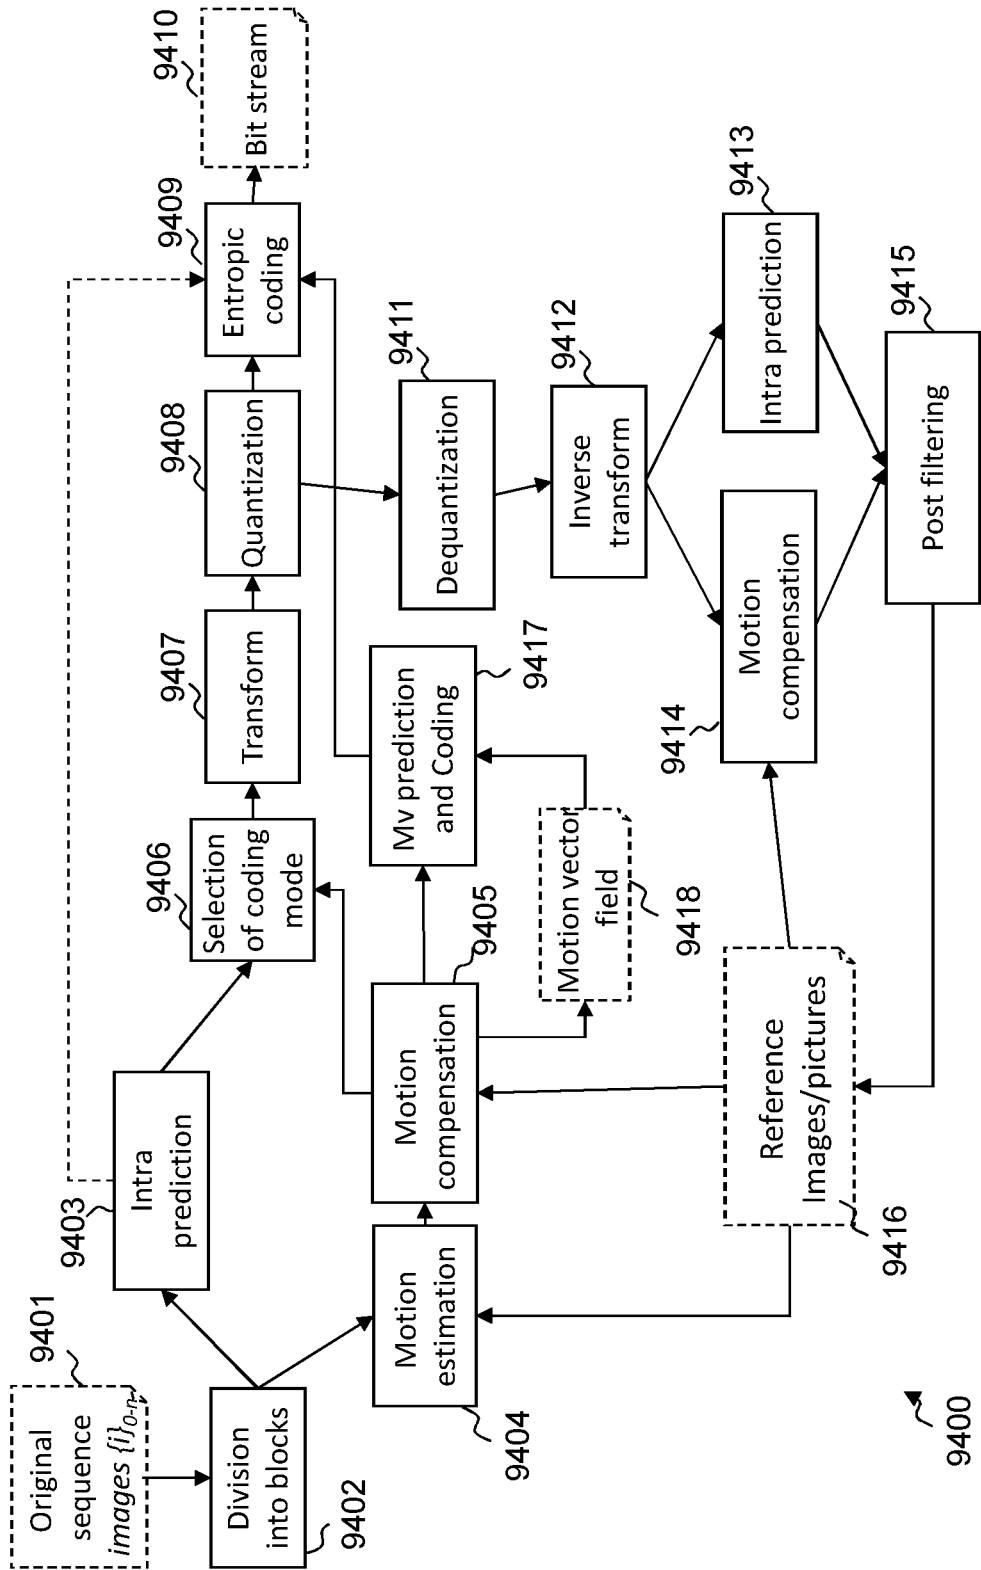 9401
Original
sequence
images {i}0-n
Division
into blocks
9402
9403
Intra
prediction
9404
Motion
estimation
Motion
compensation
9405
9406
Selection
of coding
mode
9407
Transform
9408
Quantization
9409
Entropic
coding
9410
Bit stream
Mv prediction
and Coding
9417
Motion vector
field
9418
9411
Dequantization
9412
Inverse
transform
9413
Intra prediction
9414
Motion
compensation
9415
Post filtering
Reference
Images/pictures
9416
9400